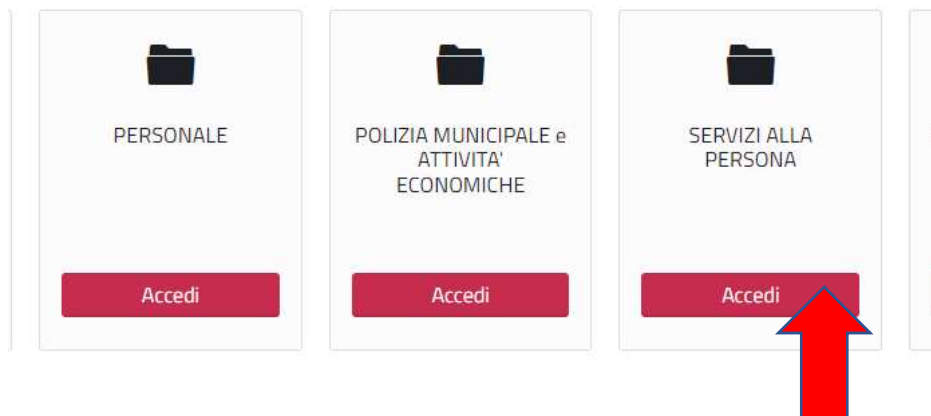 PERSONALE
Accedi
POLIZIA MUNICIPALE e
ATTIVITA'
ECONOMICHE
Accedi
SERVIZI ALLA
PERSONA
Accedi